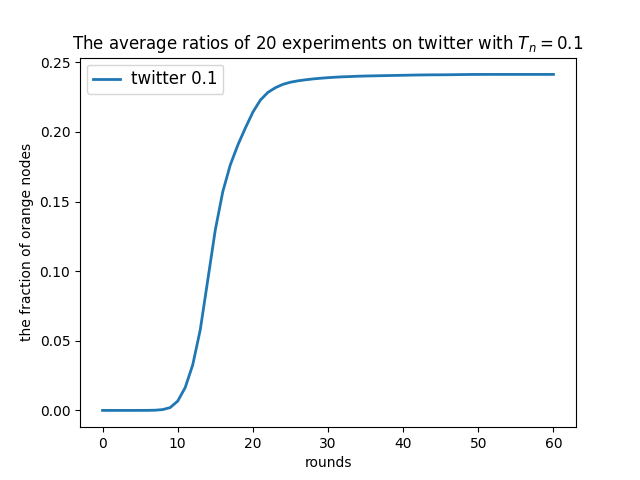 The average ratios of 20 experiments on twitter with Tₙ = 0.1
twitter 0.1
the fraction of orange nodes
0.25
0.20
0.15
0.10
0.05
0.00
0 10 20 30 40 50 60
rounds